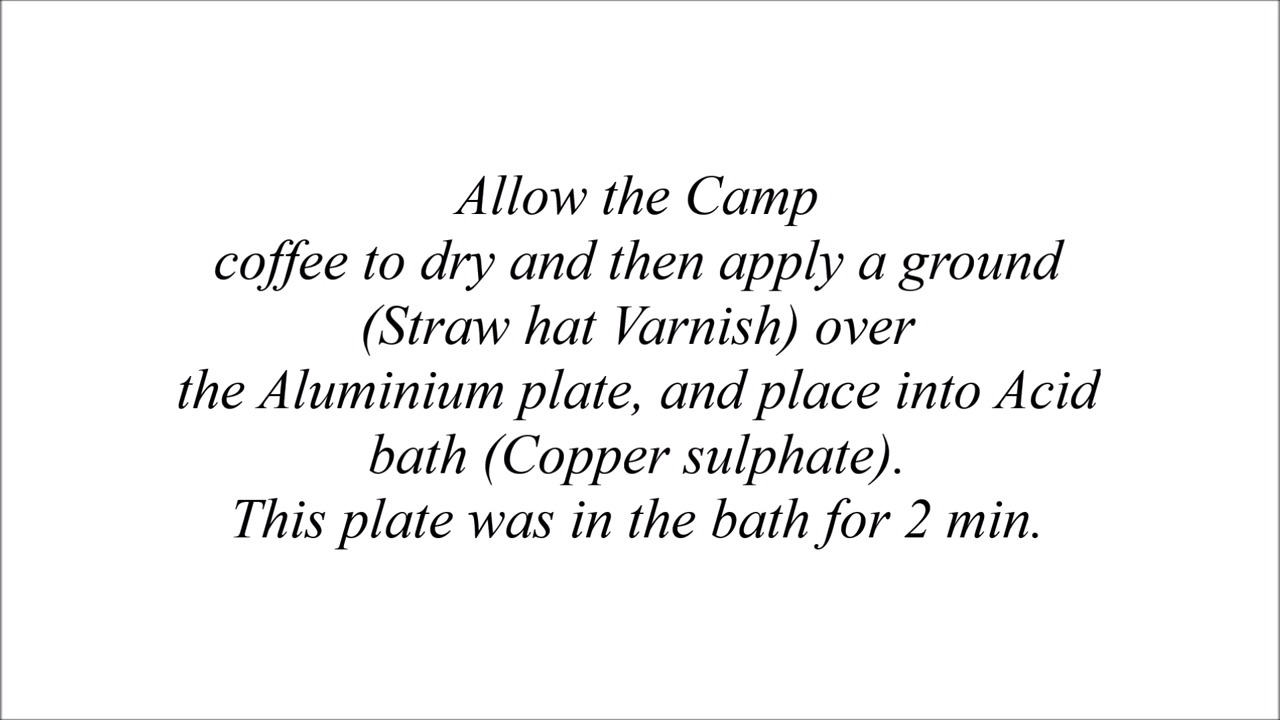 Allow the Camp
coffee to dry and then apply a ground
(Straw hat Varnish) over
the Aluminium plate, and place into Acid
bath (Copper sulphate).
This plate was in the bath for 2 min.